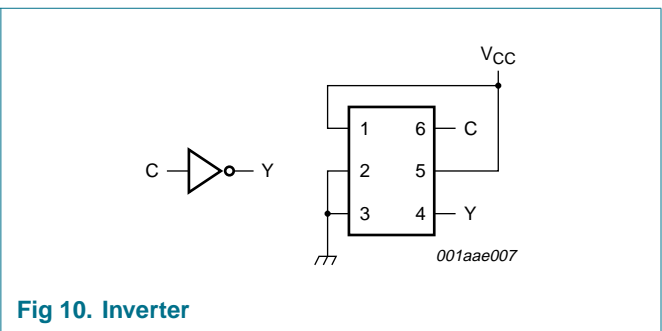 VCC
1 6 C
C Y 2 5
3 4 Y
001aae007
Fig 10. Inverter